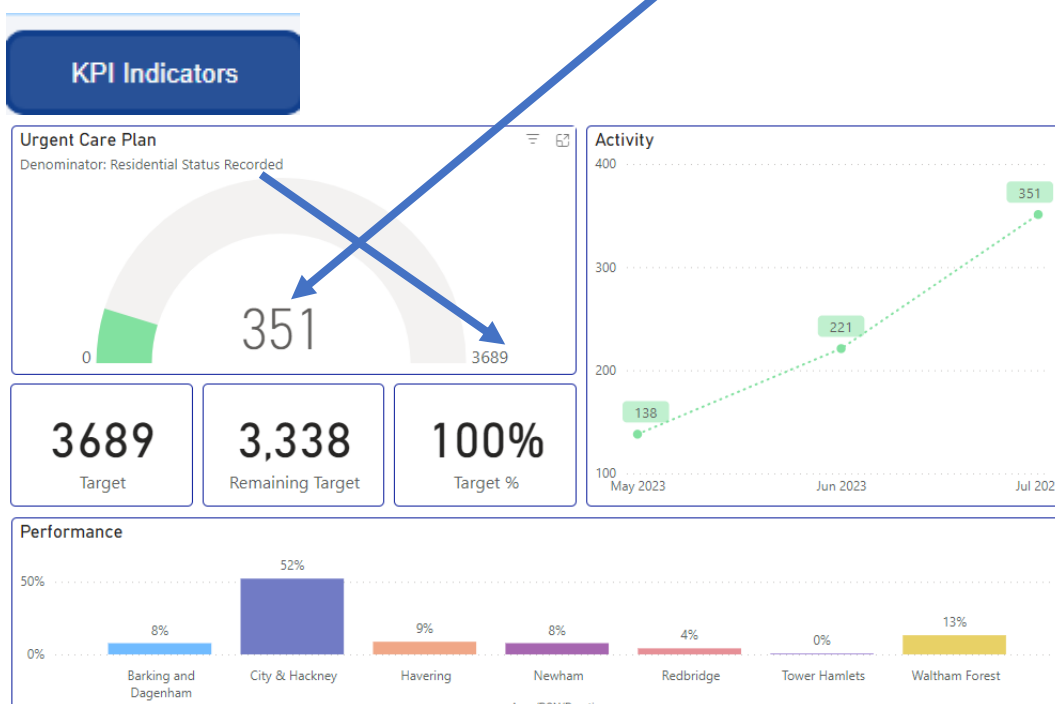 KPI Indicators
Urgent Care Plan
Denominator: Residential Status Recorded
351
0
3689
3689
Target
3,338
Remaining Target
100%
Target %
Activity
400
300
200
100
138
221
351
May 2023
Jun 2023
Jul 202
Performance
50%
0%
8%
52%
9%
8%
4%
0%
13%
Barking and
Dagenham
City & Hackney
Havering
Newham
Redbridge
Tower Hamlets
Waltham Forest